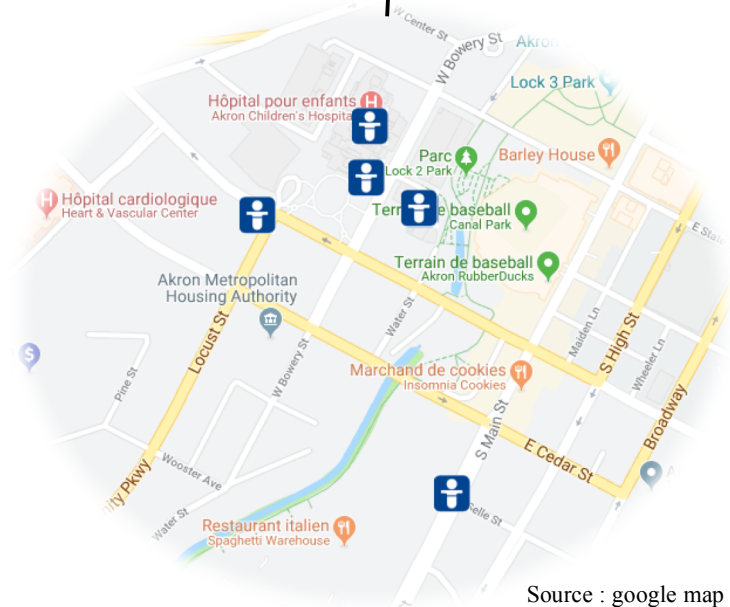 W Center St
W Bowery St
Akron
Lock 3 Park
Hôpital pour enfants
Akron Children's Hospita
Parc
Lock 2 Park
Barley House
Hôpital cardiologique
Heart & Vascular Center
Terr e baseball
Canal Park
E State
Terrain de baseball
Akron RubberDucks
Akron Metropolitan
Housing Authority
Water St
Maiden Ln
S High St
Locust St
W Bowery St
Wheeler Ln
Marchand de cookies
Insomnia Cookies
Pine St
Broadway
S Main St
E Cedar St
Wooster Ave
ity Pkwy
Water St
selle St
Restaurant italien
Spaghetti Warehouse
Source : google map